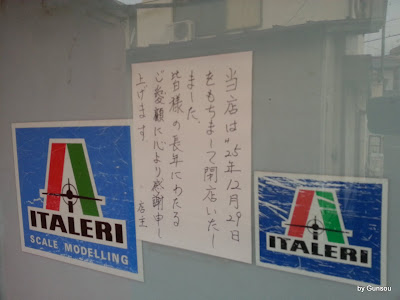 当店は"25年12月29日
をもちまして閉店いたし
ました。
皆様の長年にわたる
ご愛顧に心より感謝申し
上げます
店主
ITALERI
SCALE MODELLING
ITALERI
by Gunsou